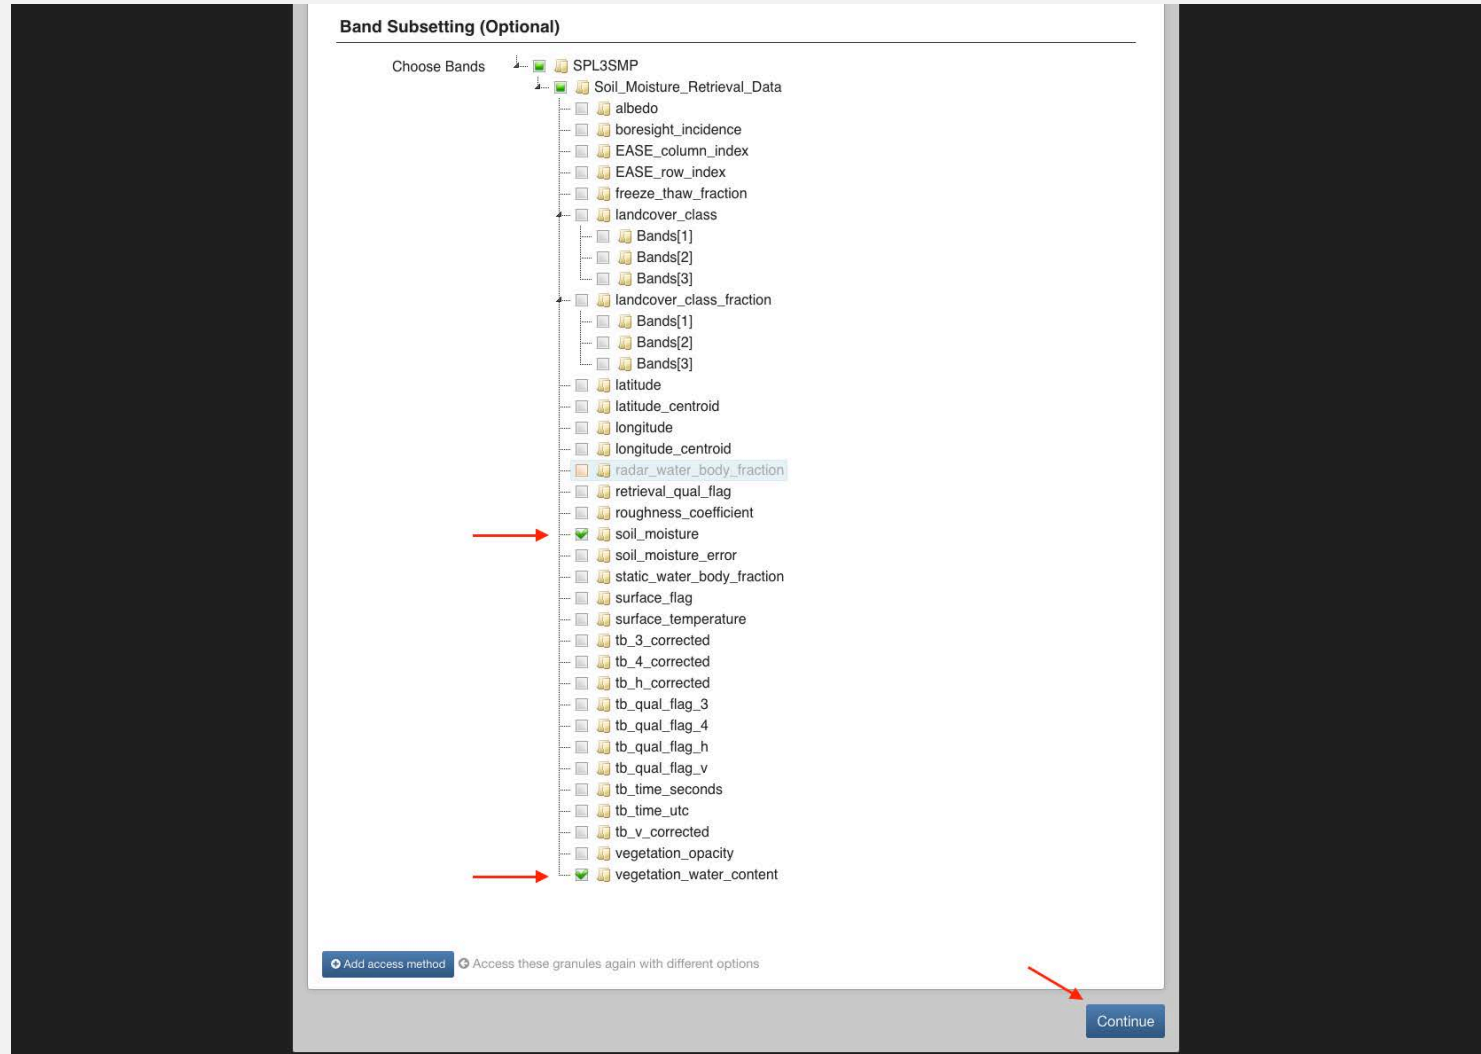 Band Subsetting (Optional)
Choose Bands
SPL3SMP
Soil_Moisture_Retrieval_Data
albedo
boresight_incidence
EASE_column_index
EASE_row_index
freeze_thaw_fraction
landcover_class
Bands[1]
Bands[2]
Bands[3]
landcover_class_fraction
Bands[1]
Bands[2]
Bands[3]
latitude
latitude_centroid
longitude
longitude_centroid
radar_water_body_fraction
retrieval_qual_flag
roughness_coefficient
soil_moisture
soil_moisture_error
static_water_body_fraction
surface_flag
surface_temperature
tb_3_corrected
tb_4_corrected
tb_h_corrected
tb_qual_flag_3
tb_qual_flag_4
tb_qual_flag_h
tb_qual_flag_v
tb_time_seconds
tb_time_utc
tb_v_corrected
vegetation_opacity
vegetation_water_content
Add access method Access these granules again with different options
Continue